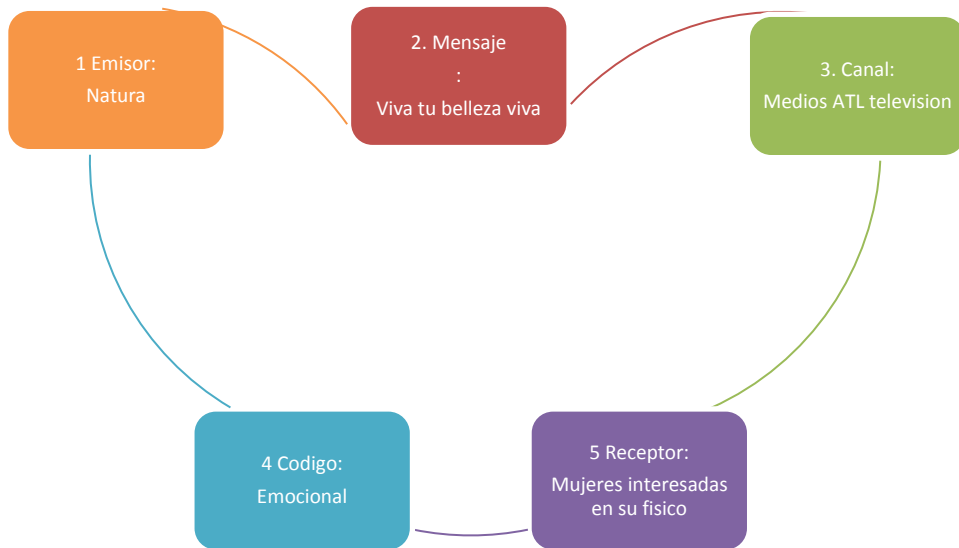 1 Emisor:
Natura
2. Mensaje
:
Viva tu belleza viva
3. Canal:
Medios ATL television
4 Codigo:
Emocional
5 Receptor:
Mujeres interesadas
en su fisico